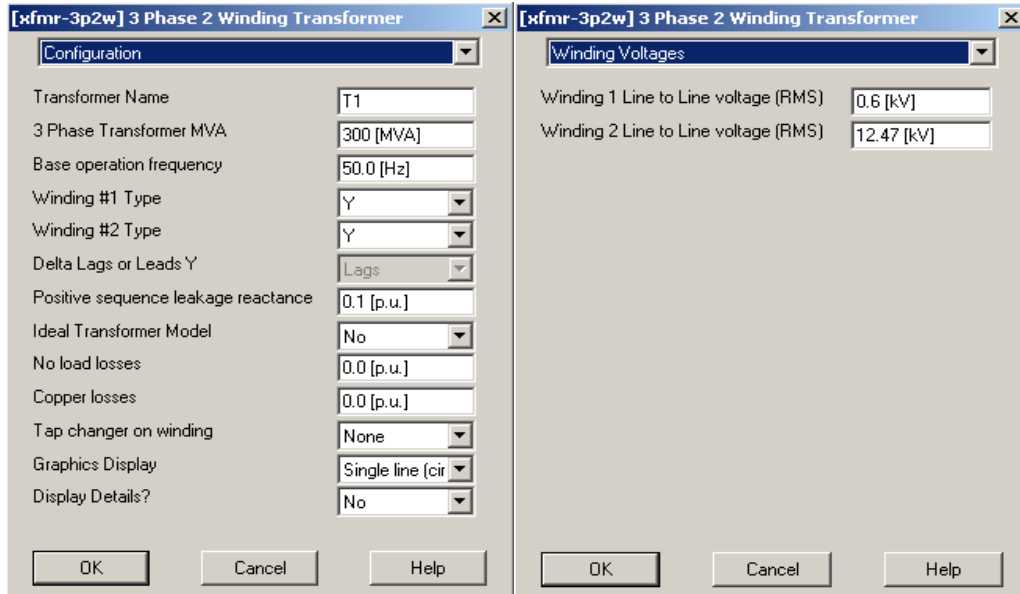 [xfmr-3p2w] 3 Phase 2 Winding Transformer
Configuration
Transformer Name T1
3 Phase Transformer MVA 300 [MVA]
Base operation frequency 50.0 [Hz]
Winding #1 Type Y
Winding #2 Type Y
Delta Lags or Leads Y Lags
Positive sequence leakage reactance 0.1 [p.u.]
Ideal Transformer Model No
No load losses 0.0 [p.u.]
Copper losses 0.0 [p.u.]
Tap changer on winding None
Graphics Display Single line (cir
Display Details? No
OK Cancel Help
[xfmr-3p2w] 3 Phase 2 Winding Transformer
Winding Voltages
Winding 1 Line to Line voltage (RMS) 0.6 [kV]
Winding 2 Line to Line voltage (RMS) 12.47 [kV]
OK Cancel Help